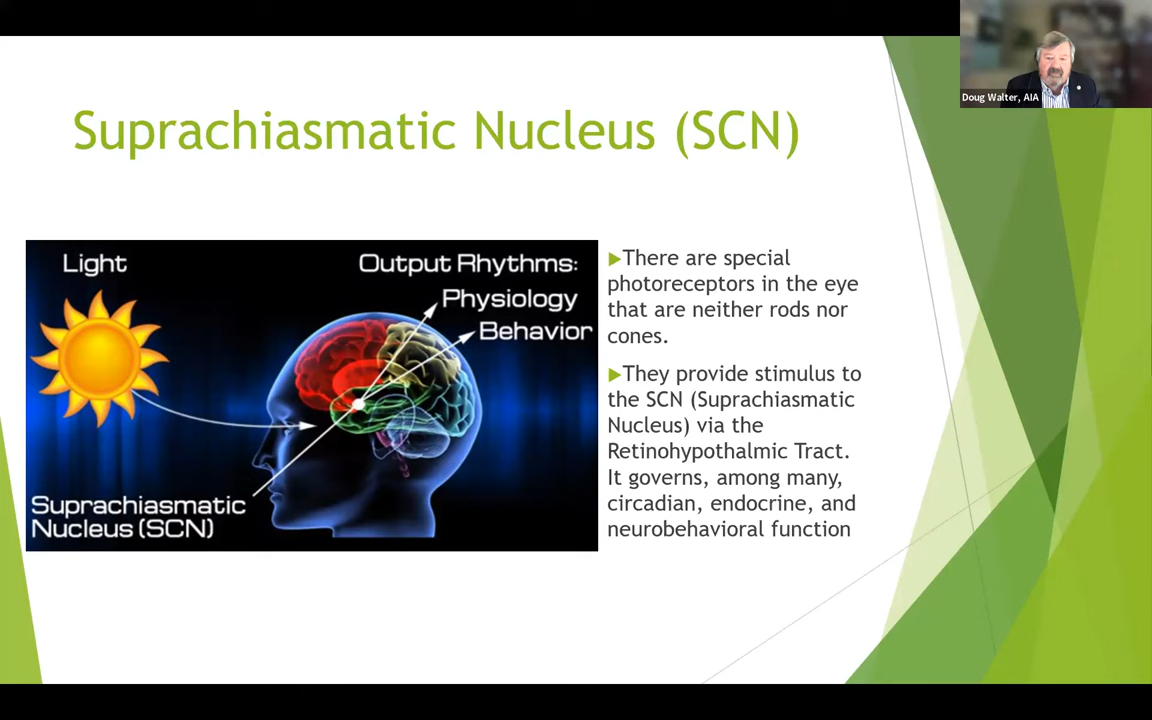 Doug Walter, AIA
Suprachiasmatic Nucleus (SCN)
Light
Output Rhythms:
Physiology
Behavior
Suprachiasmatic
Nucleus (SCN)
There are special
photoreceptors in the eye
that are neither rods nor
cones.
They provide stimulus to
the SCN (Suprachiasmatic
Nucleus) via the
Retinohypothalmic Tract.
It governs, among many,
circadian, endocrine, and
neurobehavioral function